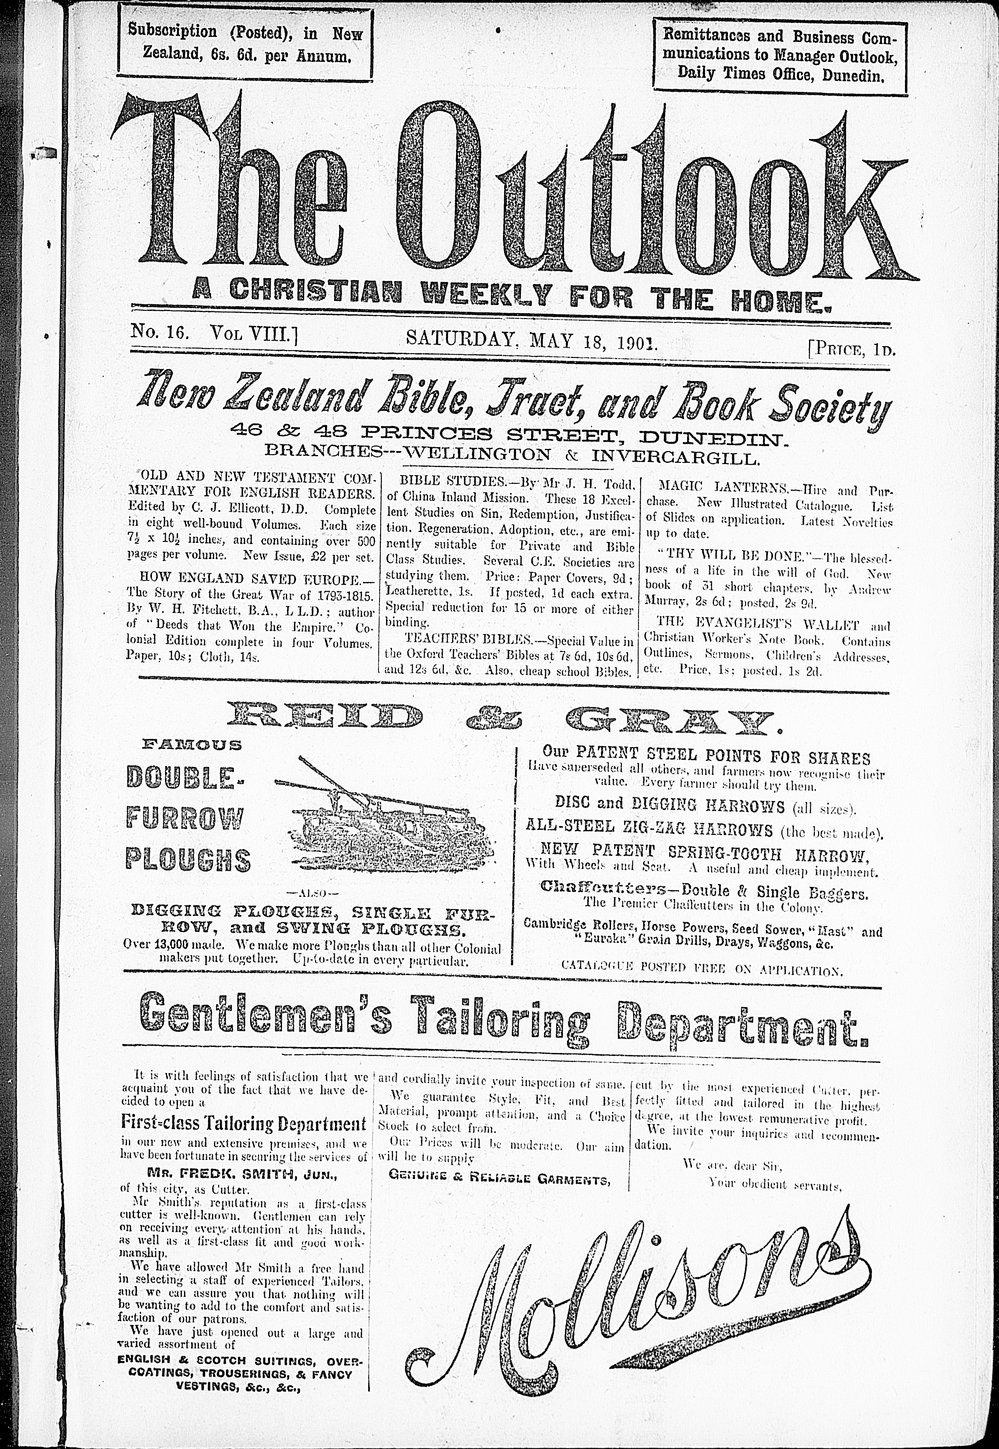 Subscription (Posted), in New
Zealand, 6s. 6d. per Annum.
Remittances and Business Com-
munications to Manager Outlook,
Daily Times Office, Dunedin.
The Outlook
A CHRISTIAN WEEKLY FOR THE HOME.
No. 16. VOL VIII.]
SATURDAY, MAY 18, 1901.
[PRICE, 1D.
New Zealand Bible, Tract, and Book Society
46 & 48 PRINCES STREET, DUNEDIN.
BRANCHES---WELLINGTON & INVERCARGILL.
OLD AND NEW TESTAMENT COM-
MENTARY FOR ENGLISH READERS.
Edited by C. J. Ellicott, D.D. Complete
in eight well-bound Volumes. Each size
7½ x 10½ inches, and containing over 500
pages per volume. New Issue, £2 per set.
HOW ENGLAND SAVED EUROPE.—
The Story of the Great War of 1793-1815.
By W. H. Fitchett, B.A., LL.D.; author
of "Deeds that Won the Empire." Co-
lonial Edition complete in four Volumes.
Paper, 10s; Cloth, 14s.
BIBLE STUDIES.—By Mr J. H. Todd,
of China Inland Mission. These 18 Excel-
lent Studies on Sin, Redemption, Justifica-
tion, Regeneration, Adoption, etc., are emi-
nently suitable for Private and Bible
Class Studies. Several C.E. Societies are
studying them. Price: Paper Covers, 9d;
Leatherette, 1s. If posted, 1d each extra.
Special reduction for 15 or more of either
binding.
TEACHERS' BIBLES.—Special Value in
the Oxford Teachers' Bibles at 7s 6d, 10s 6d,
and 12s 6d, &c. Also, cheap school Bibles.
MAGIC LANTERNS.—Hire and Pur-
chase. New Illustrated Catalogue. List
of Slides on application. Latest Novelties
up to date.
"THY WILL BE DONE."—The blessed-
ness of a life in the will of God. New
book of 31 short chapters, by Andrew
Murray, 2s 6d; posted, 2s 9d.
THE EVANGELIST'S WALLET and
Christian Worker's Note Book. Contains
Outlines, Sermons, Children's Addresses,
etc. Price, 1s; posted, 1s 2d.
REID & GRAY.
FAMOUS
DOUBLE-
FURROW
PLOUGHS
—ALSO—
DIGGING PLOUGHS, SINGLE FUR-
ROW, and SWING PLOUGHS.
Over 13,000 made. We make more Ploughs than all other Colonial
makers put together. Up-to-date in every particular.
Our PATENT STEEL POINTS FOR SHARES
Have superseded all others, and farmers now recognise their
value. Every farmer should try them.
DISC and DIGGING HARROWS (all sizes).
ALL-STEEL ZIG-ZAG HARROWS (the best made).
NEW PATENT SPRING-TOOTH HARROW,
With Wheels and Seat. A useful and cheap implement.
Chaffcutters—Double & Single Baggers.
The Premier Chaffcutters in the Colony.
Cambridge Rollers, Horse Powers, Seed Sower, "Mast" and
"Eureka" Grain Drills, Drays, Waggons, &c.
CATALOGUE POSTED FREE ON APPLICATION.
Gentlemen's Tailoring Department.
It is with feelings of satisfaction that we
acquaint you of the fact that we have de-
cided to open a
First-class Tailoring Department
in our new and extensive premises, and we
have been fortunate in securing the services of
MR. FREDK. SMITH, JUN.,
of this city, as Cutter.
Mr Smith's reputation as a first-class
cutter is well-known. Gentlemen can rely
on receiving every attention at his hands,
as well as a first-class fit and good work-
manship.
We have allowed Mr Smith a free hand
in selecting a staff of experienced Tailors,
and we can assure you that nothing will
be wanting to add to the comfort and satis-
faction of our patrons.
We have just opened out a large and
varied assortment of
ENGLISH & SCOTCH SUITINGS, OVER-
COATINGS, TROUSERINGS, & FANCY
VESTINGS, &c., &c.,
and cordially invite your inspection of same.
We guarantee Style, Fit, and Best
Material, prompt attention, and a Choice
Stock to select from.
Our Prices will be moderate. Our aim
will be to supply
GENUINE & RELIABLE GARMENTS,
cut by the most experienced Cutter, per-
fectly fitted and tailored in the highest
degree, at the lowest remunerative profit.
We invite your inquiries and recommen-
dation.
We are, dear Sir,
Your obedient servants,
Mollisons